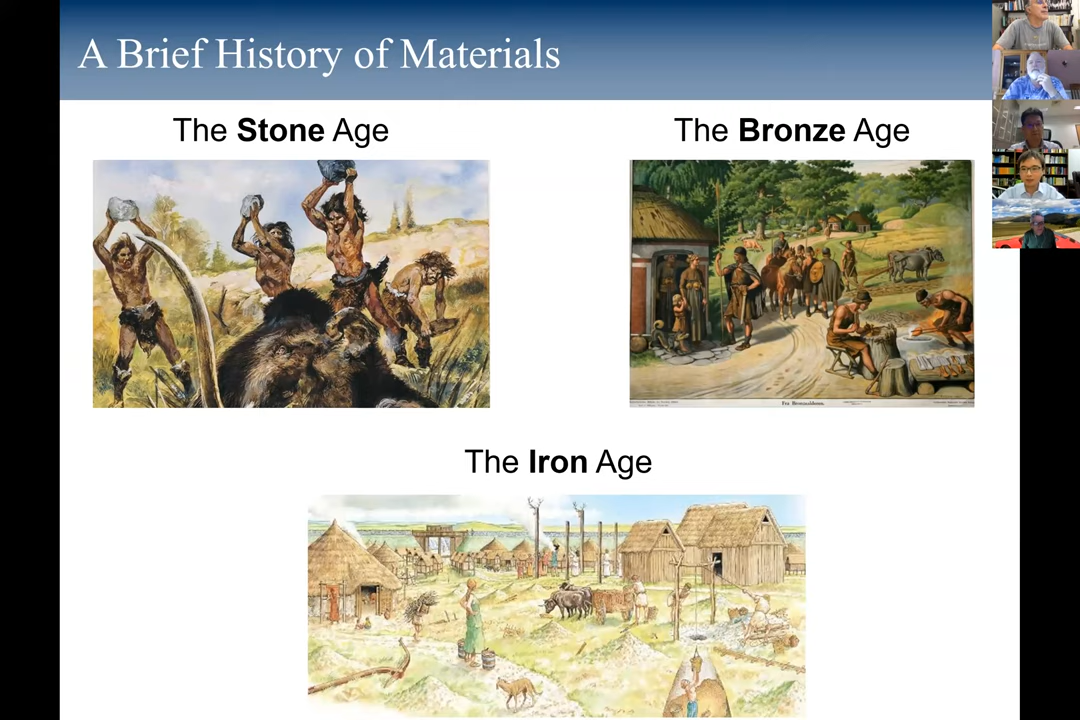 A Brief History of Materials
The Stone Age
The Bronze Age
Fra Bronzealderen.
The Iron Age